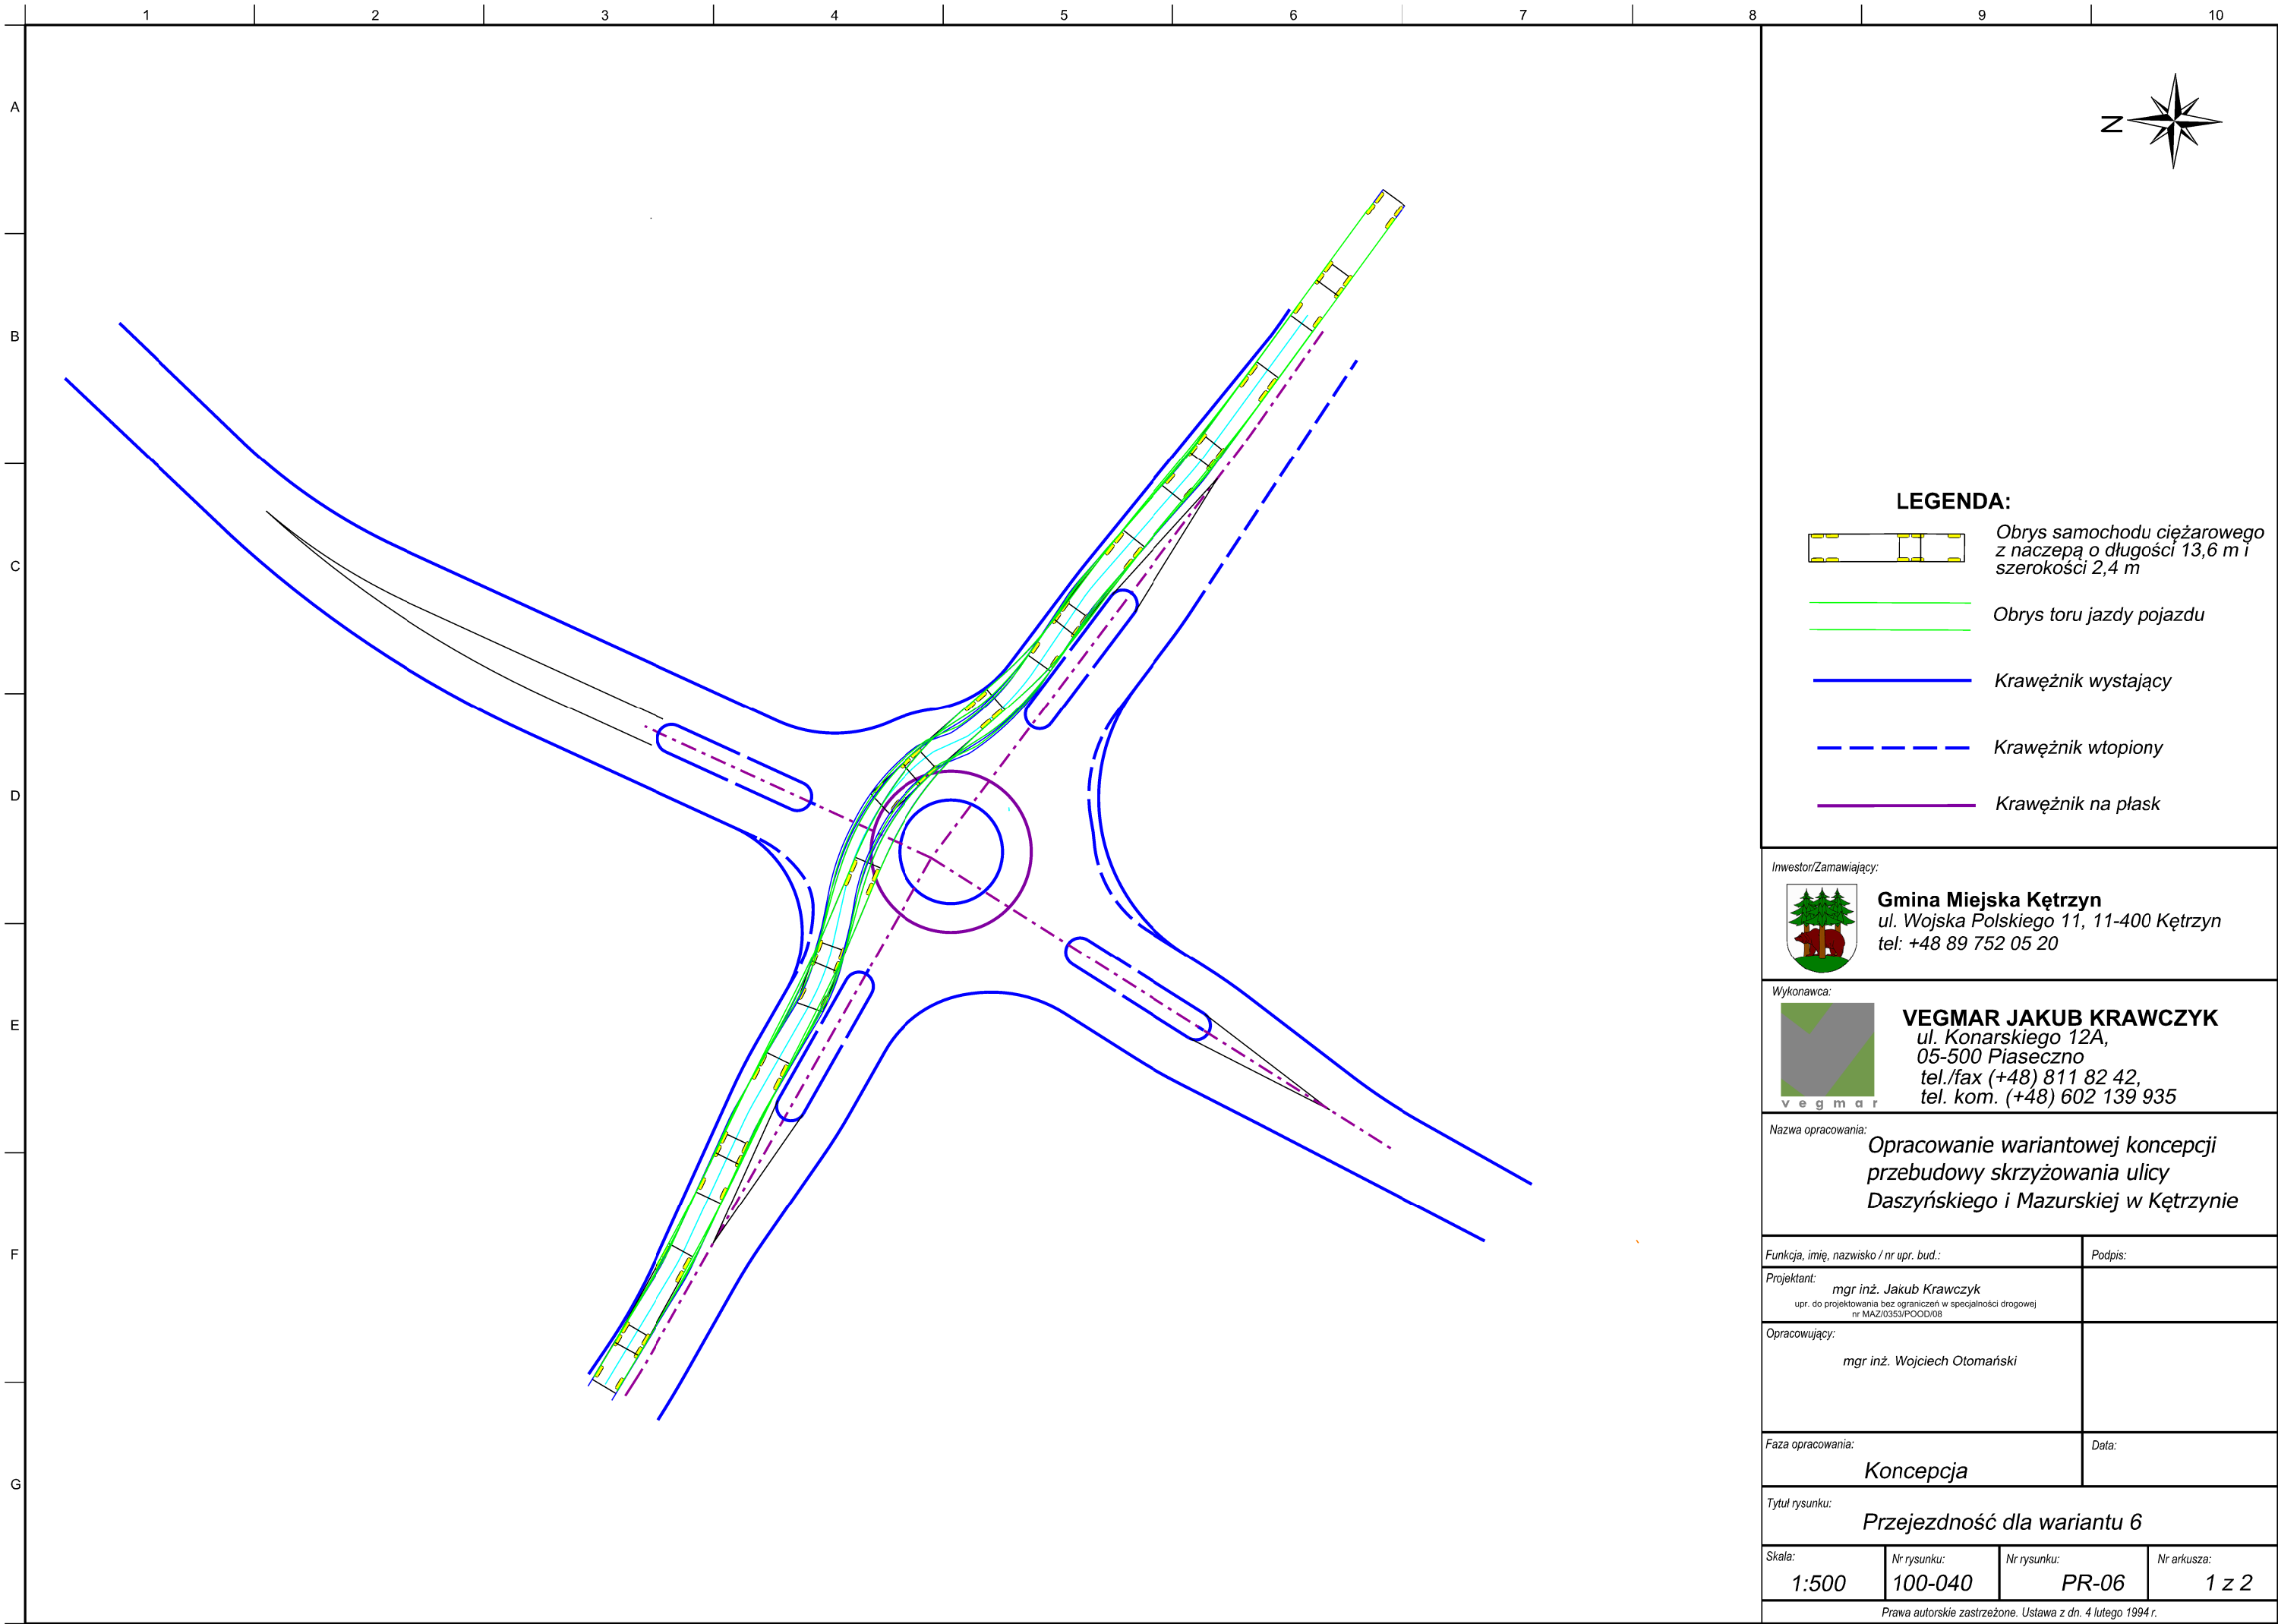 1 2 3 4 5 6 7 8 9 10
A
B
C
D
E
F
G
N
LEGENDA:
Obrys samochodu ciężarowego
z naczepą o długości 13,6 m i
szerokości 2,4 m
Obrys toru jazdy pojazdu
Krawężnik wystający
Krawężnik wtopiony
Krawężnik na płask
Inwestor/Zamawiający:
Gmina Miejska Kętrzyn
ul. Wojska Polskiego 11, 11-400 Kętrzyn
tel: +48 89 752 05 20
Wykonawca:
vegmar
VEGMAR JAKUB KRAWCZYK
ul. Konarskiego 12A,
05-500 Piaseczno
tel./fax (+48) 811 82 42,
tel. kom. (+48) 602 139 935
Nazwa opracowania:
Opracowanie wariantowej koncepcji
przebudowy skrzyżowania ulicy
Daszyńskiego i Mazurskiej w Kętrzynie
Funkcja, imię, nazwisko / nr upr. bud.:
Podpis:
Projektant:
mgr inż. Jakub Krawczyk
upr. do projektowania bez ograniczeń w specjalności drogowej
nr MAZ/0353/POOD/08
Opracowujący:
mgr inż. Wojciech Otomański
Faza opracowania:
Koncepcja
Data:
Tytuł rysunku:
Przejezdność dla wariantu 6
Skala:
1:500
Nr rysunku:
100-040
Nr rysunku:
PR-06
Nr arkusza:
1 z 2
Prawa autorskie zastrzeżone. Ustawa z dn. 4 lutego 1994 r.